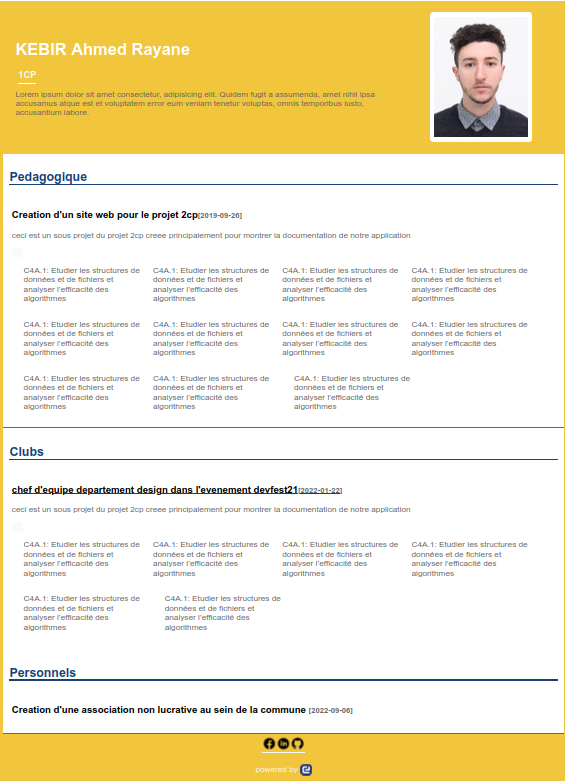 KEBIR Ahmed Rayane
1CP
Lorem ipsum dolor sit amet consectetur, adipisicing elit. Quidem fugit a assumenda, amet nihil ipsa
accusamus atque est et voluptatem error eum veniam tenetur voluptas, omnis temporibus iusto,
accusantium labore.
Pedagogique
Creation d'un site web pour le projet 2cp[2019-09-26]
ceci est un sous projet du projet 2cp creee principalement pour montrer la documentation de notre application
C4A.1: Etudier les structures de C4A.1: Etudier les structures de C4A.1: Etudier les structures de C4A.1: Etudier les structures de
données et de fichiers et données et de fichiers et données et de fichiers et données et de fichiers et
analyser l'efficacité des analyser l'efficacité des analyser l'efficacité des analyser l'efficacité des
algorithmes algorithmes algorithmes algorithmes
C4A.1: Etudier les structures de C4A.1: Etudier les structures de C4A.1: Etudier les structures de C4A.1: Etudier les structures de
données et de fichiers et données et de fichiers et données et de fichiers et données et de fichiers et
analyser l'efficacité des analyser l'efficacité des analyser l'efficacité des analyser l'efficacité des
algorithmes algorithmes algorithmes algorithmes
C4A.1: Etudier les structures de C4A.1: Etudier les structures de C4A.1: Etudier les structures de
données et de fichiers et données et de fichiers et données et de fichiers et
analyser l'efficacité des analyser l'efficacité des analyser l'efficacité des
algorithmes algorithmes algorithmes
Clubs
chef d'equipe departement design dans l'evenement devfest21[2022-01-22]
ceci est un sous projet du projet 2cp creee principalement pour montrer la documentation de notre application
C4A.1: Etudier les structures de C4A.1: Etudier les structures de C4A.1: Etudier les structures de C4A.1: Etudier les structures de
données et de fichiers et données et de fichiers et données et de fichiers et données et de fichiers et
analyser l'efficacité des analyser l'efficacité des analyser l'efficacité des analyser l'efficacité des
algorithmes algorithmes algorithmes algorithmes
C4A.1: Etudier les structures de C4A.1: Etudier les structures de
données et de fichiers et données et de fichiers et
analyser l'efficacité des analyser l'efficacité des
algorithmes algorithmes
Personnels
Creation d'une association non lucrative au sein de la commune [2022-09-06]
powered by